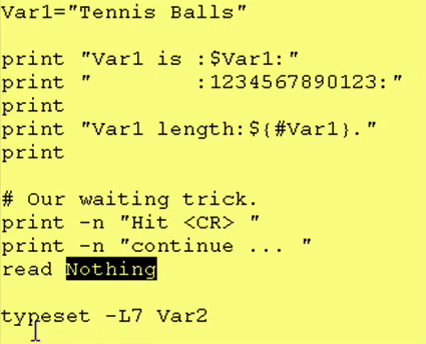 Var1="Tennis Balls"
print "Var1 is :$Var1:"
print "        :1234567890123:"
print
print "Var1 length:${#Var1}."
print
# Our waiting trick.
print -n "Hit <CR> "
print -n "continue ... "
read Nothing
typeset -L7 Var2